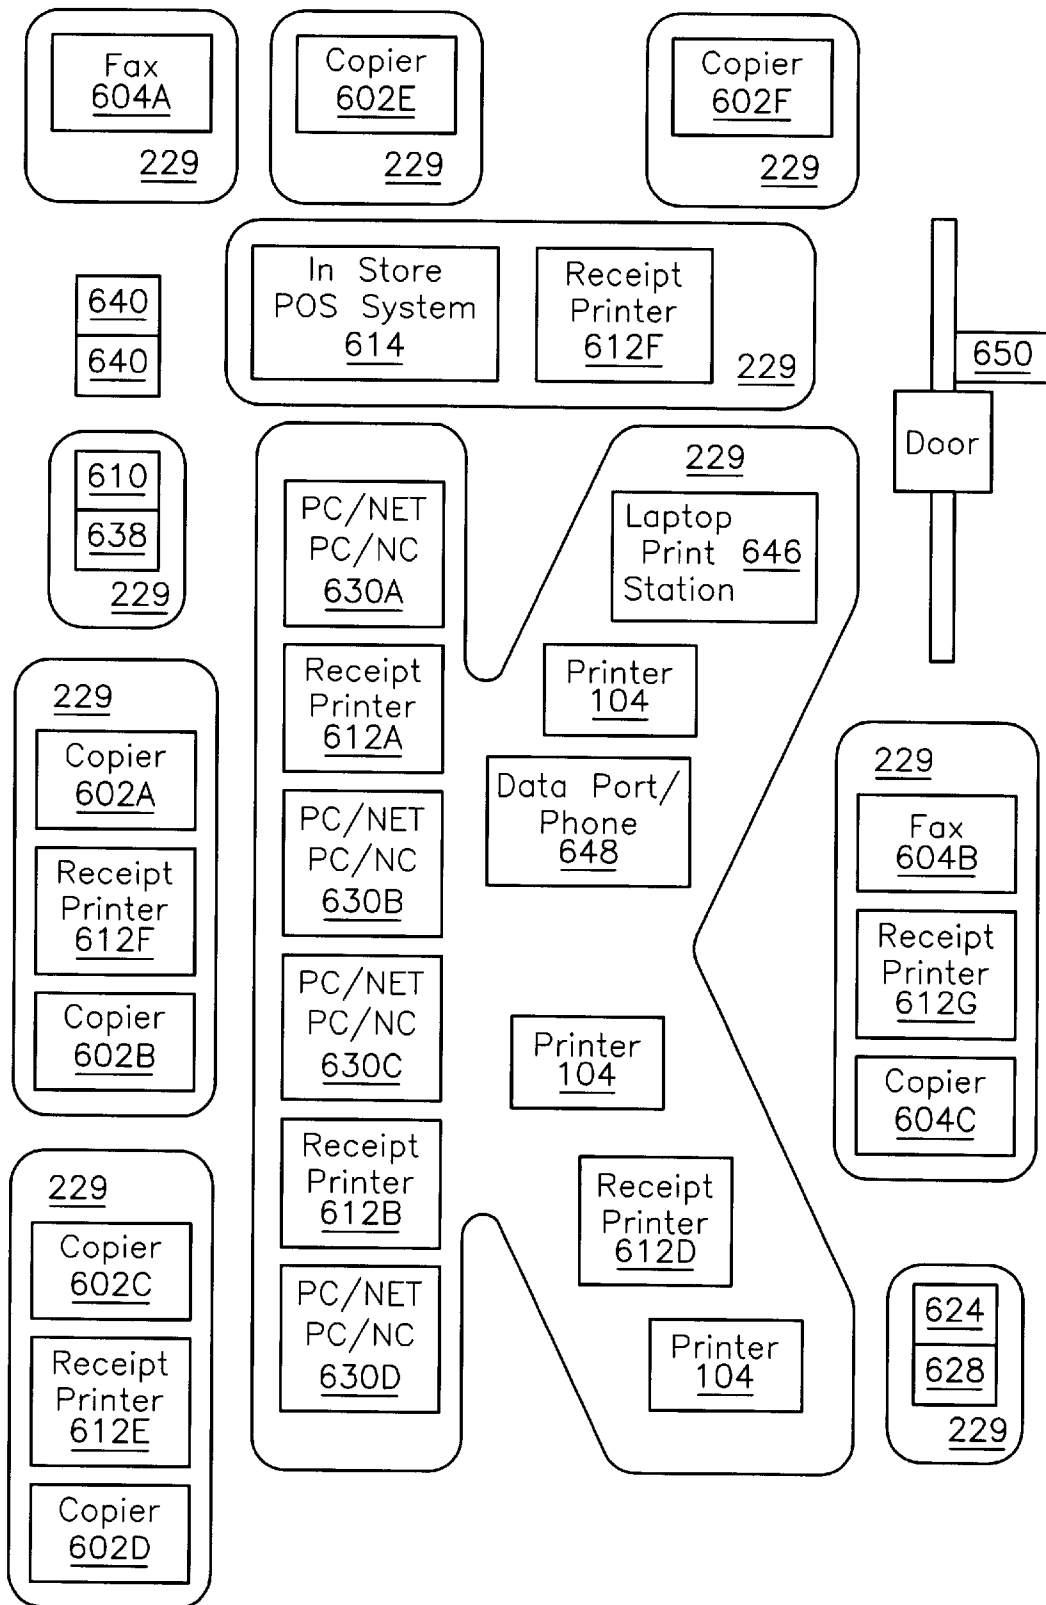 Fax
604A
229
Copier
602E
229
Copier
602F
229
In Store
POS System
614
Receipt
Printer
612F
229
640
640
650
Door
610
638
229
PC/NET
PC/NC
630A
Receipt
Printer
612A
PC/NET
PC/NC
630B
PC/NET
PC/NC
630C
Receipt
Printer
612B
PC/NET
PC/NC
630D
229
Laptop
Print 646
Station
Printer
104
Data Port/
Phone
648
Printer
104
Receipt
Printer
612D
Printer
104
229
Copier
602A
Receipt
Printer
612F
Copier
602B
229
Copier
602C
Receipt
Printer
612E
Copier
602D
229
Fax
604B
Receipt
Printer
612G
Copier
604C
624
628
229